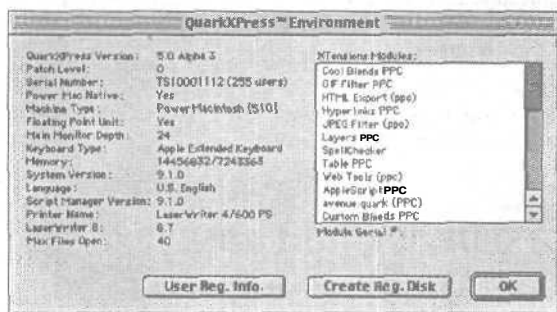 QuarkXPress™ Environment
QuarkXPress Version: 5.0 Alpha 3
Patch Level: 0
Serial Number: TS10001112 (255 users)
Power Mac Native: Yes
Machine Type: Power Macintosh (510)
Floating Point Unit: Yes
Main Monitor Depth: 24
Keyboard Type: Apple Extended Keyboard
Memory: 14456832/7243368
System Version: 9.1.0
Language: U.S. English
Script Manager Version: 9.1.0
Printer Name: LaserWriter 4/600 PS
LaserWriter 8: 8.7
Max Files Open: 40
XTensions Modules:
Cool Blends PPC
GIF Filter PPC
HTML Export (ppc)
Hyperlinks PPC
JPEG Filter (ppc)
Layers PPC
SpellChecker
Table PPC
Web Tools (ppc)
AppleScript PPC
avenue.quark (PPC)
Custom Bleeds PPC
Module Serial #:
User Reg. Info.
Create Reg. Disk
OK